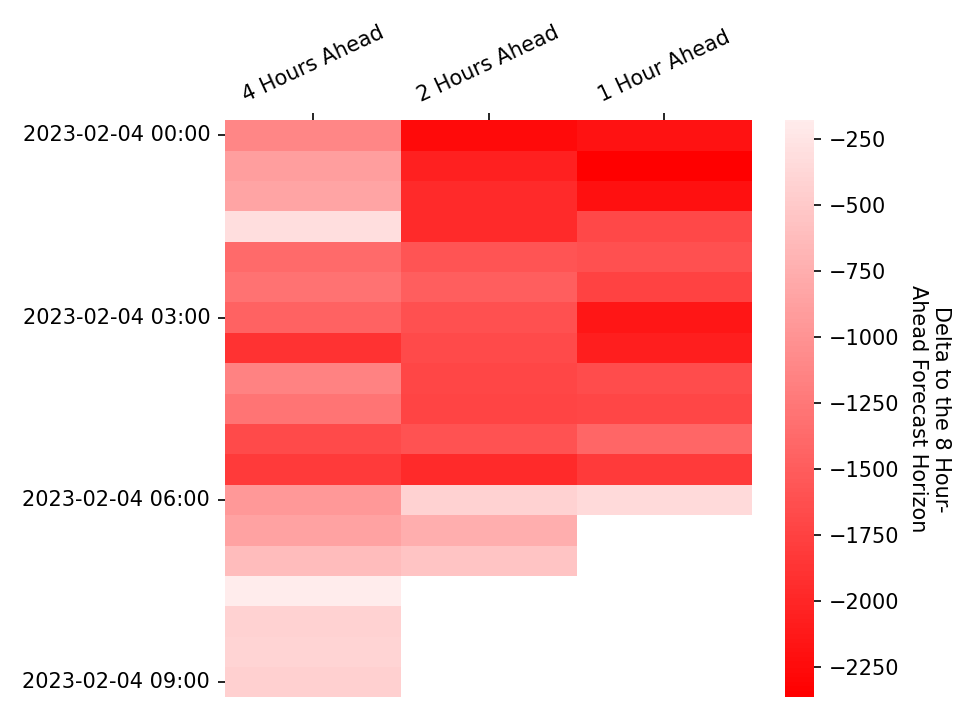 4 Hours Ahead
2 Hours Ahead
1 Hour Ahead
2023-02-04 00:00
2023-02-04 03:00
2023-02-04 06:00
2023-02-04 09:00
−250
−500
−750
−1000
−1250
−1500
−1750
−2000
−2250
Delta to the 8 Hour-
Ahead Forecast Horizon